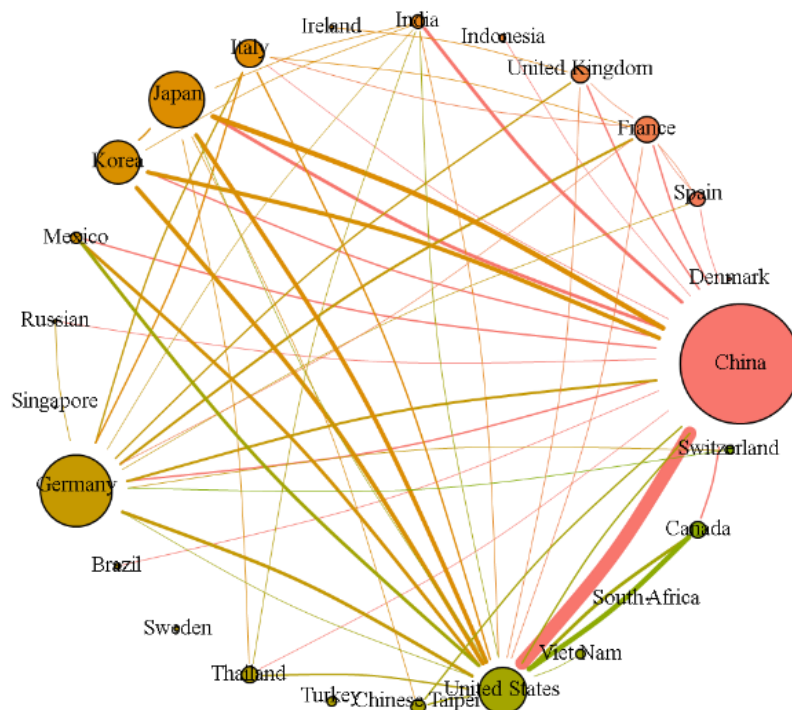 Ireland
India
Indonesia
Italy
United Kingdom
Japan
France
Korea
Spain
Mexico
Denmark
Russian
China
Singapore
Switzerland
Germany
Canada
Brazil
South Africa
Sweden
Viet Nam
Thailand
United States
Turkey
Chinese Taipei